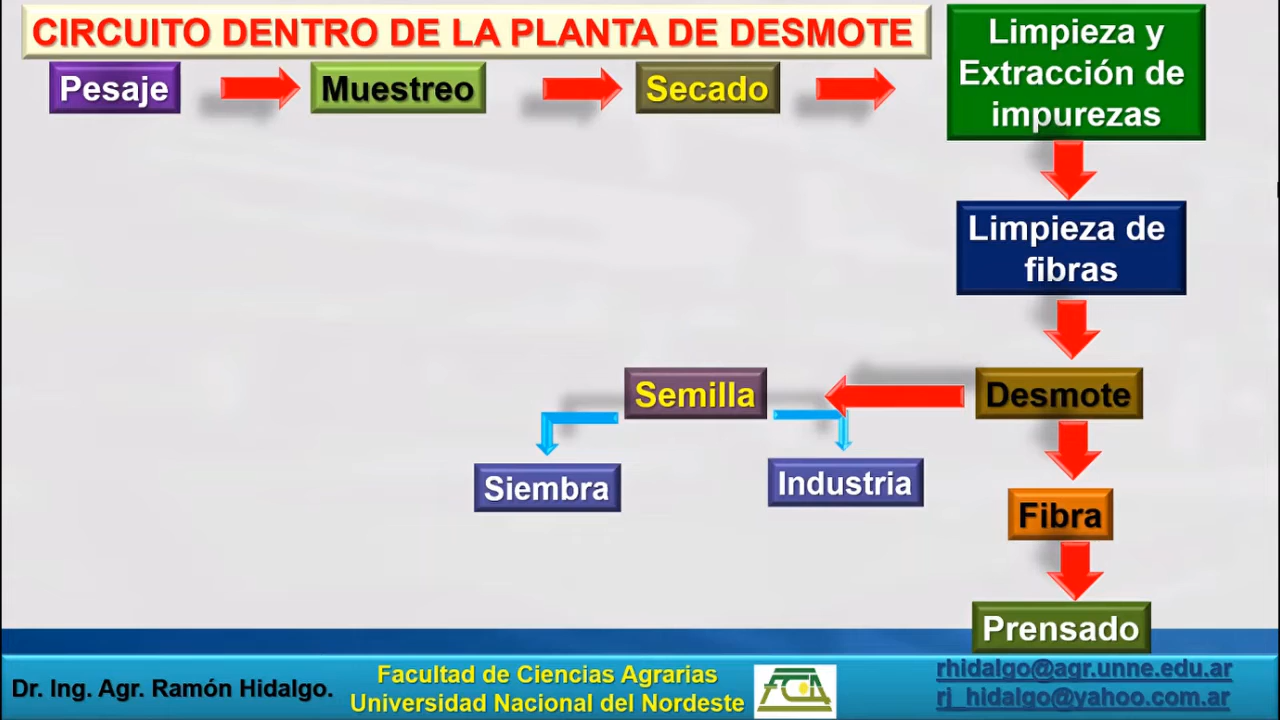 CIRCUITO DENTRO DE LA PLANTA DE DESMOTE
Pesaje
Muestreo
Secado
Limpieza y
Extracción de
impurezas
Limpieza de
fibras
Desmote
Semilla
Siembra
Industria
Fibra
Prensado
Dr. Ing. Agr. Ramón Hidalgo.
Facultad de Ciencias Agrarias
Universidad Nacional del Nordeste
FCA
rhidalgo@agr.unne.edu.ar
rj_hidalgo@yahoo.com.ar